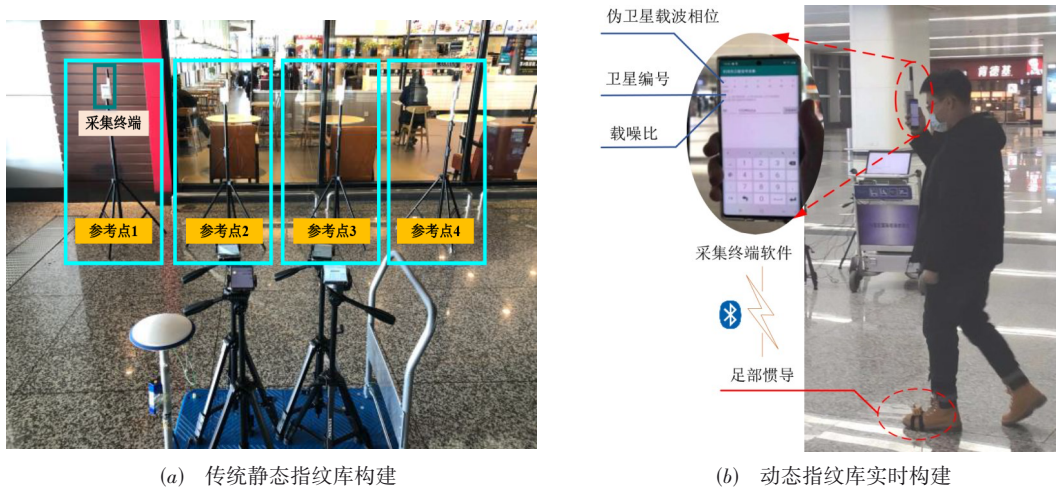 采集终端
参考点1
参考点2
参考点3
参考点4
(a) 传统静态指纹库构建
伪卫星载波相位
卫星编号
载噪比
肯德基
采集终端软件
足部惯导
(b) 动态指纹库实时构建